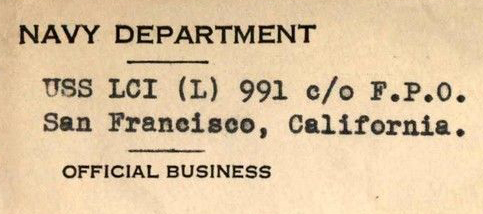 NAVY DEPARTMENT
USS LCI (L) 991 c/o F.P.O.
San Francisco, California.
OFFICIAL BUSINESS